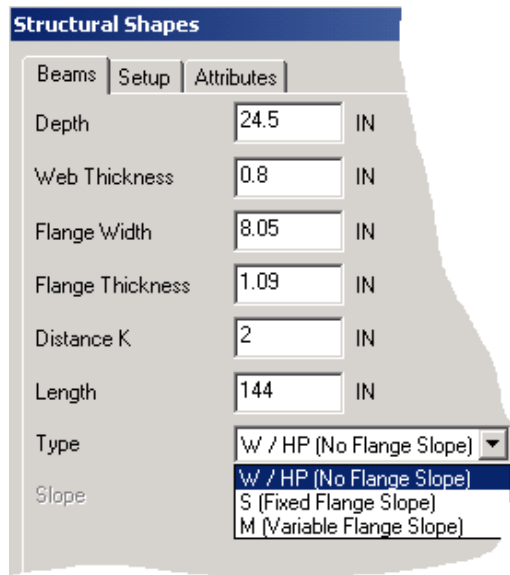 Structural Shapes
Beams Setup Attributes
Depth 24.5 IN
Web Thickness 0.8 IN
Flange Width 8.05 IN
Flange Thickness 1.09 IN
Distance K 2 IN
Length 144 IN
Type W / HP (No Flange Slope)
W / HP (No Flange Slope)
Slope S (Fixed Flange Slope)
M (Variable Flange Slope)